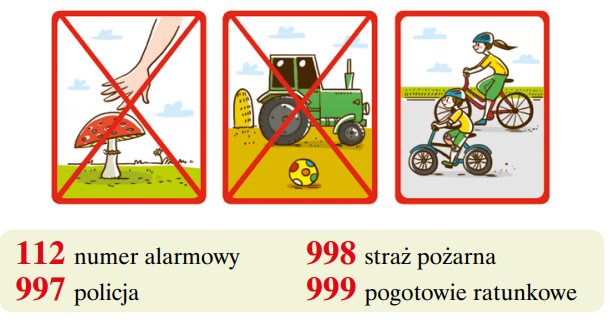 112 numer alarmowy
997 policja
998 straż pożarna
999 pogotowie ratunkowe